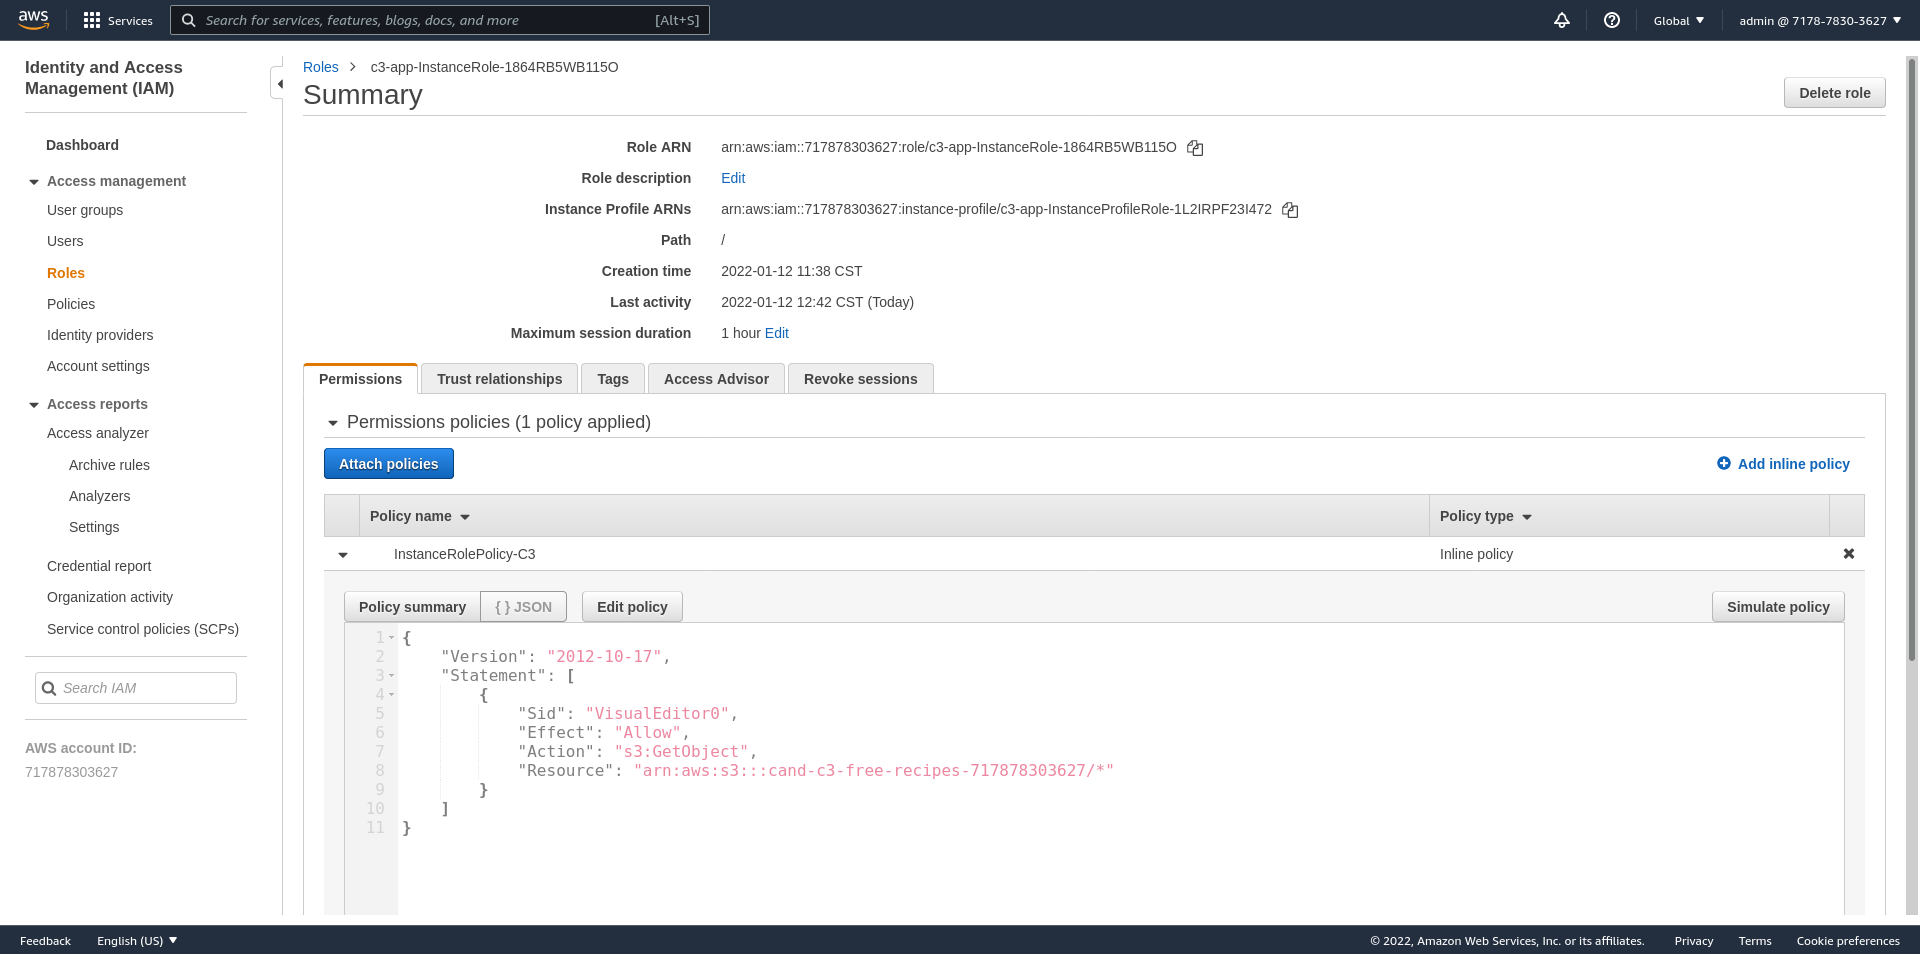 aws
Services
Search for services, features, blogs, docs, and more
[Alt+S]
Global
admin @ 7178-7830-3627
Identity and Access
Management (IAM)
Dashboard
Access management
User groups
Users
Roles
Policies
Identity providers
Account settings
Access reports
Access analyzer
Archive rules
Analyzers
Settings
Credential report
Organization activity
Service control policies (SCPs)
Search IAM
AWS account ID:
717878303627
Roles > c3-app-InstanceRole-1864RB5WB115O
Summary
Delete role
Role ARN arn:aws:iam::717878303627:role/c3-app-InstanceRole-1864RB5WB115O
Role description Edit
Instance Profile ARNs arn:aws:iam::717878303627:instance-profile/c3-app-InstanceProfileRole-1L2IRPF23I472
Path /
Creation time 2022-01-12 11:38 CST
Last activity 2022-01-12 12:42 CST (Today)
Maximum session duration 1 hour Edit
Permissions Trust relationships Tags Access Advisor Revoke sessions
Permissions policies (1 policy applied)
Attach policies
Add inline policy
Policy name Policy type
InstanceRolePolicy-C3 Inline policy
Policy summary { } JSON Edit policy Simulate policy
1 {
2     "Version": "2012-10-17",
3     "Statement": [
4         {
5             "Sid": "VisualEditor0",
6             "Effect": "Allow",
7             "Action": "s3:GetObject",
8             "Resource": "arn:aws:s3:::cand-c3-free-recipes-717878303627/*"
9         }
10     ]
11 }
Feedback English (US)
© 2022, Amazon Web Services, Inc. or its affiliates. Privacy Terms Cookie preferences